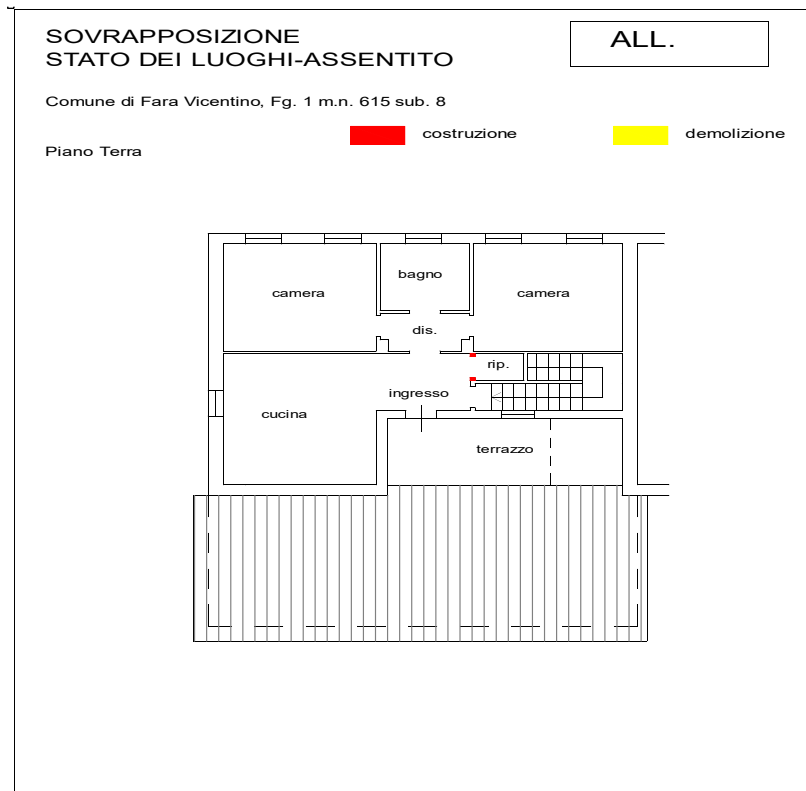 SOVRAPPOSIZIONE
STATO DEI LUOGHI-ASSENTITO
ALL.
Comune di Fara Vicentino, Fg. 1 m.n. 615 sub. 8
costruzione
demolizione
Piano Terra
bagno
camera
camera
dis.
rip.
ingresso
cucina
terrazzo